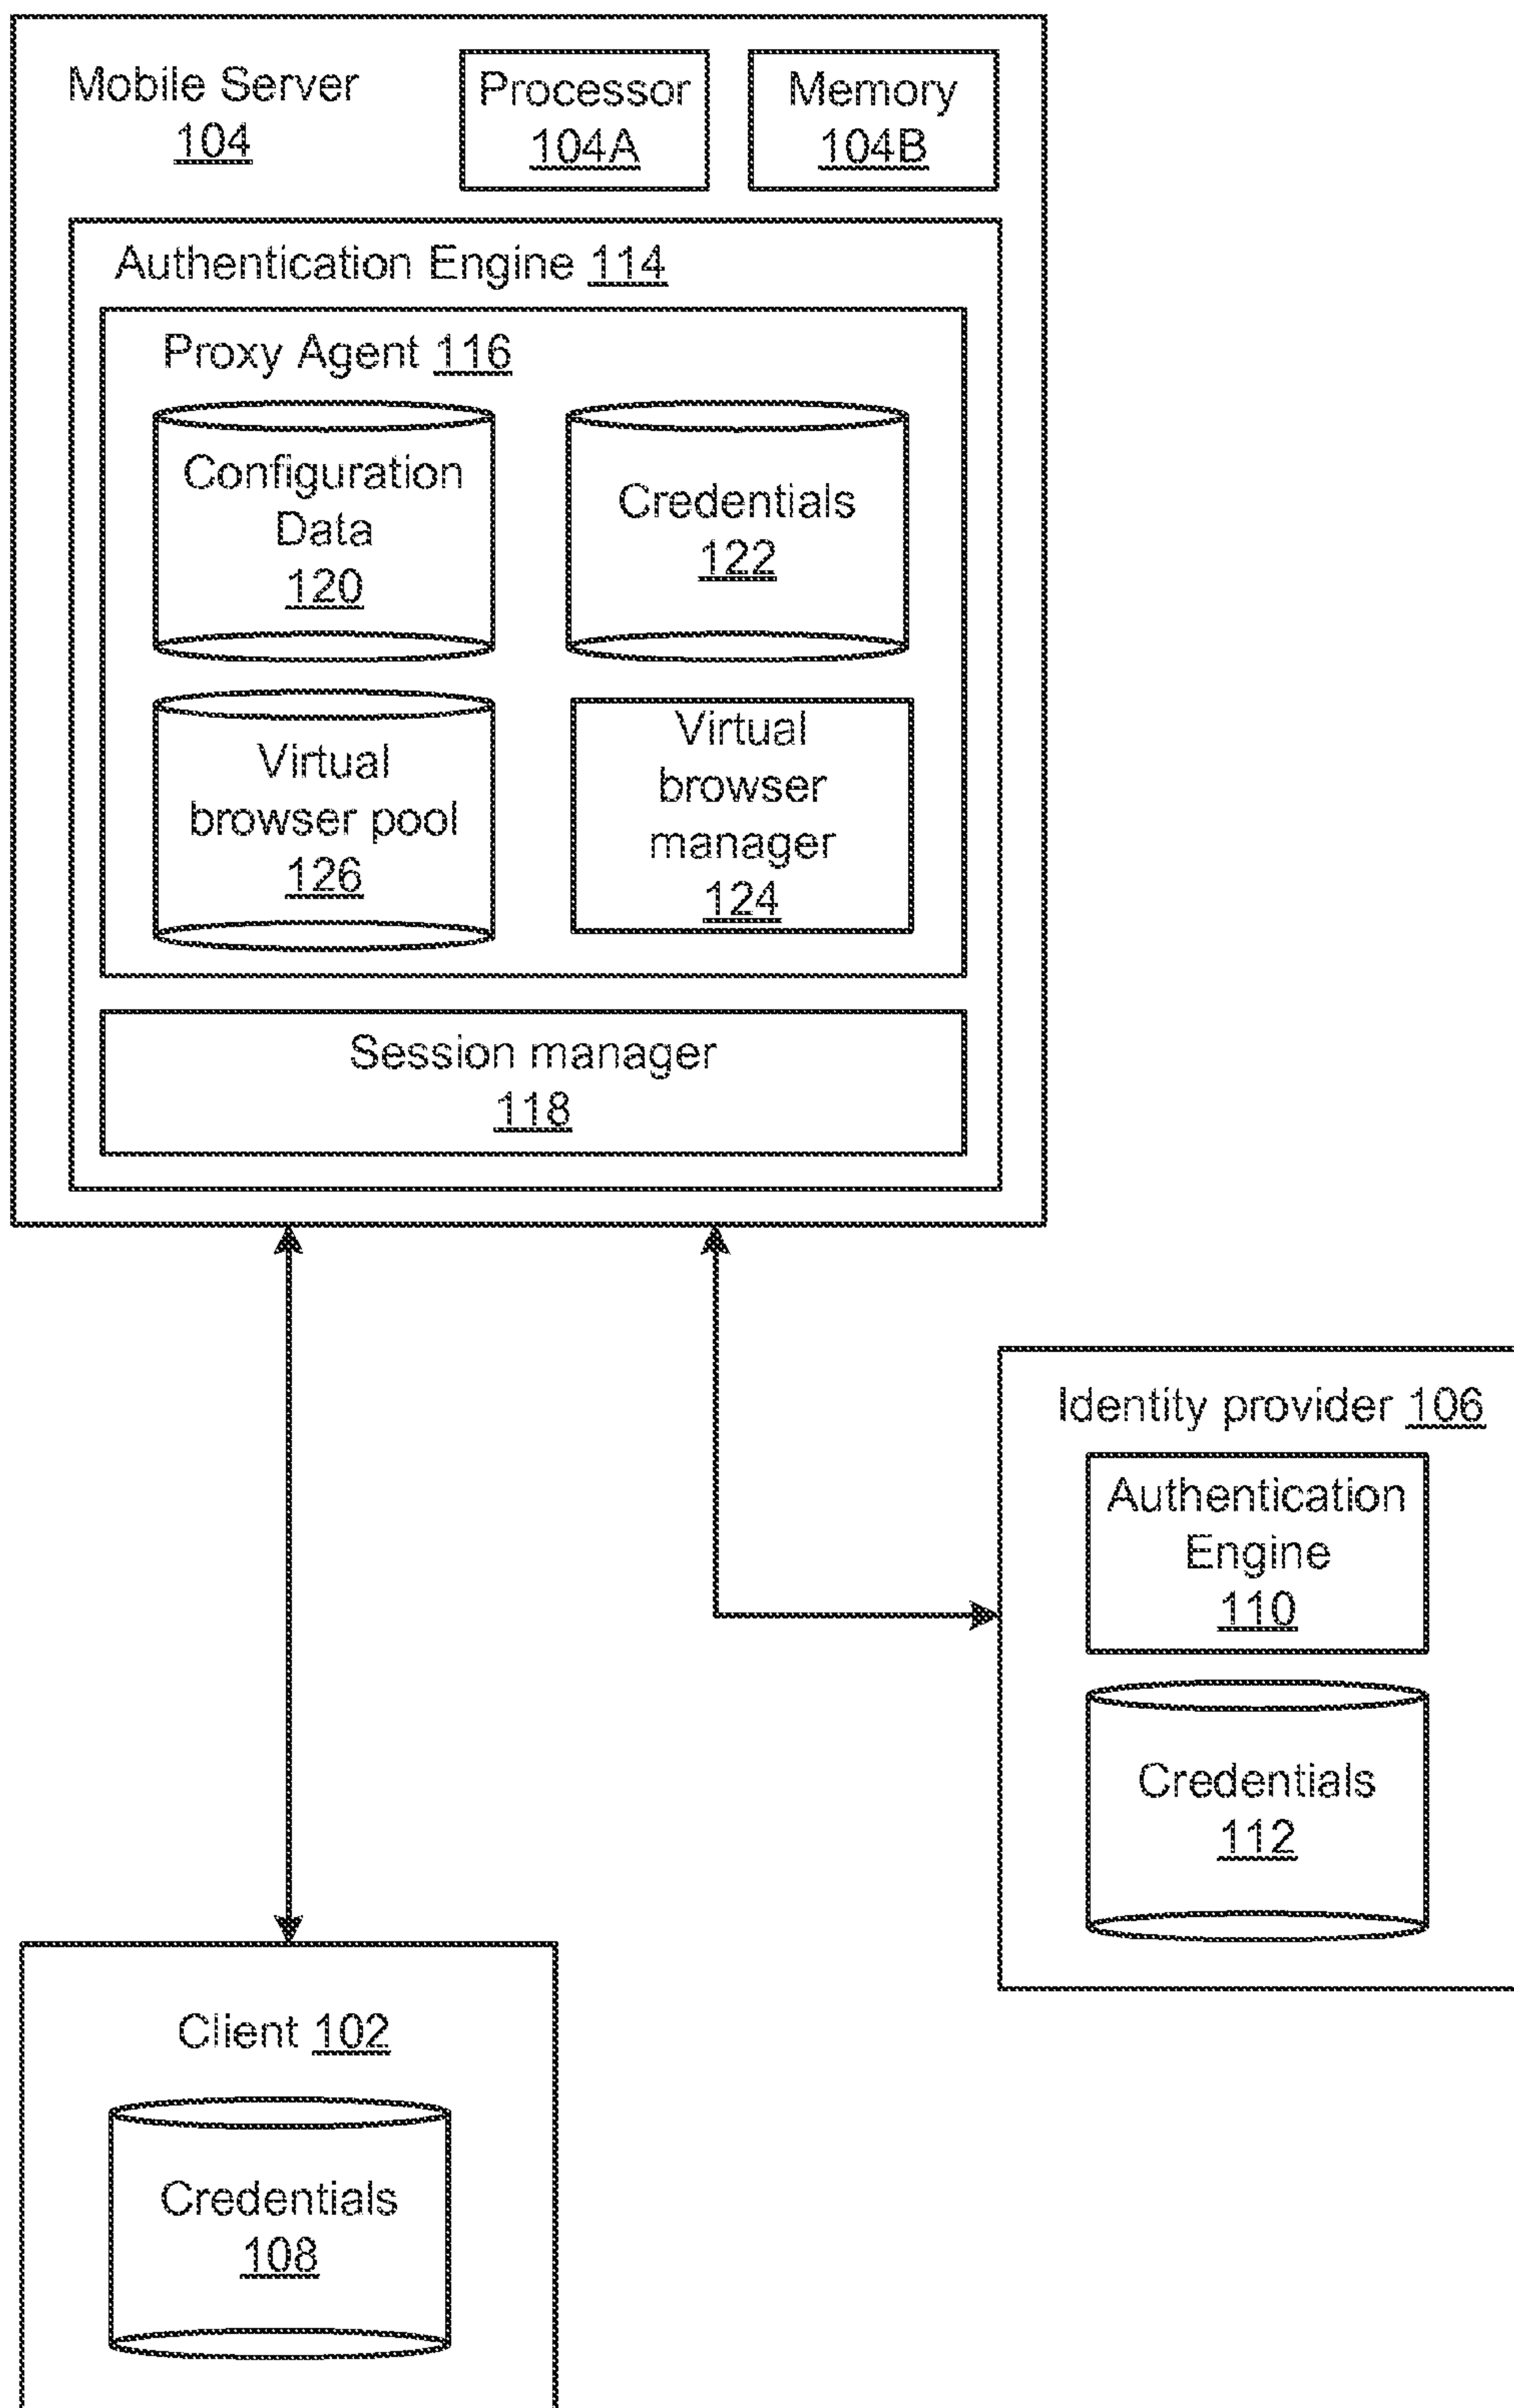 Mobile Server
104
Processor
104A
Memory
104B
Authentication Engine 114
Proxy Agent 116
Configuration
Data
120
Credentials
122
Virtual
browser pool
126
Virtual
browser
manager
124
Session manager
118
Identity provider 106
Authentication
Engine
110
Credentials
112
Client 102
Credentials
108